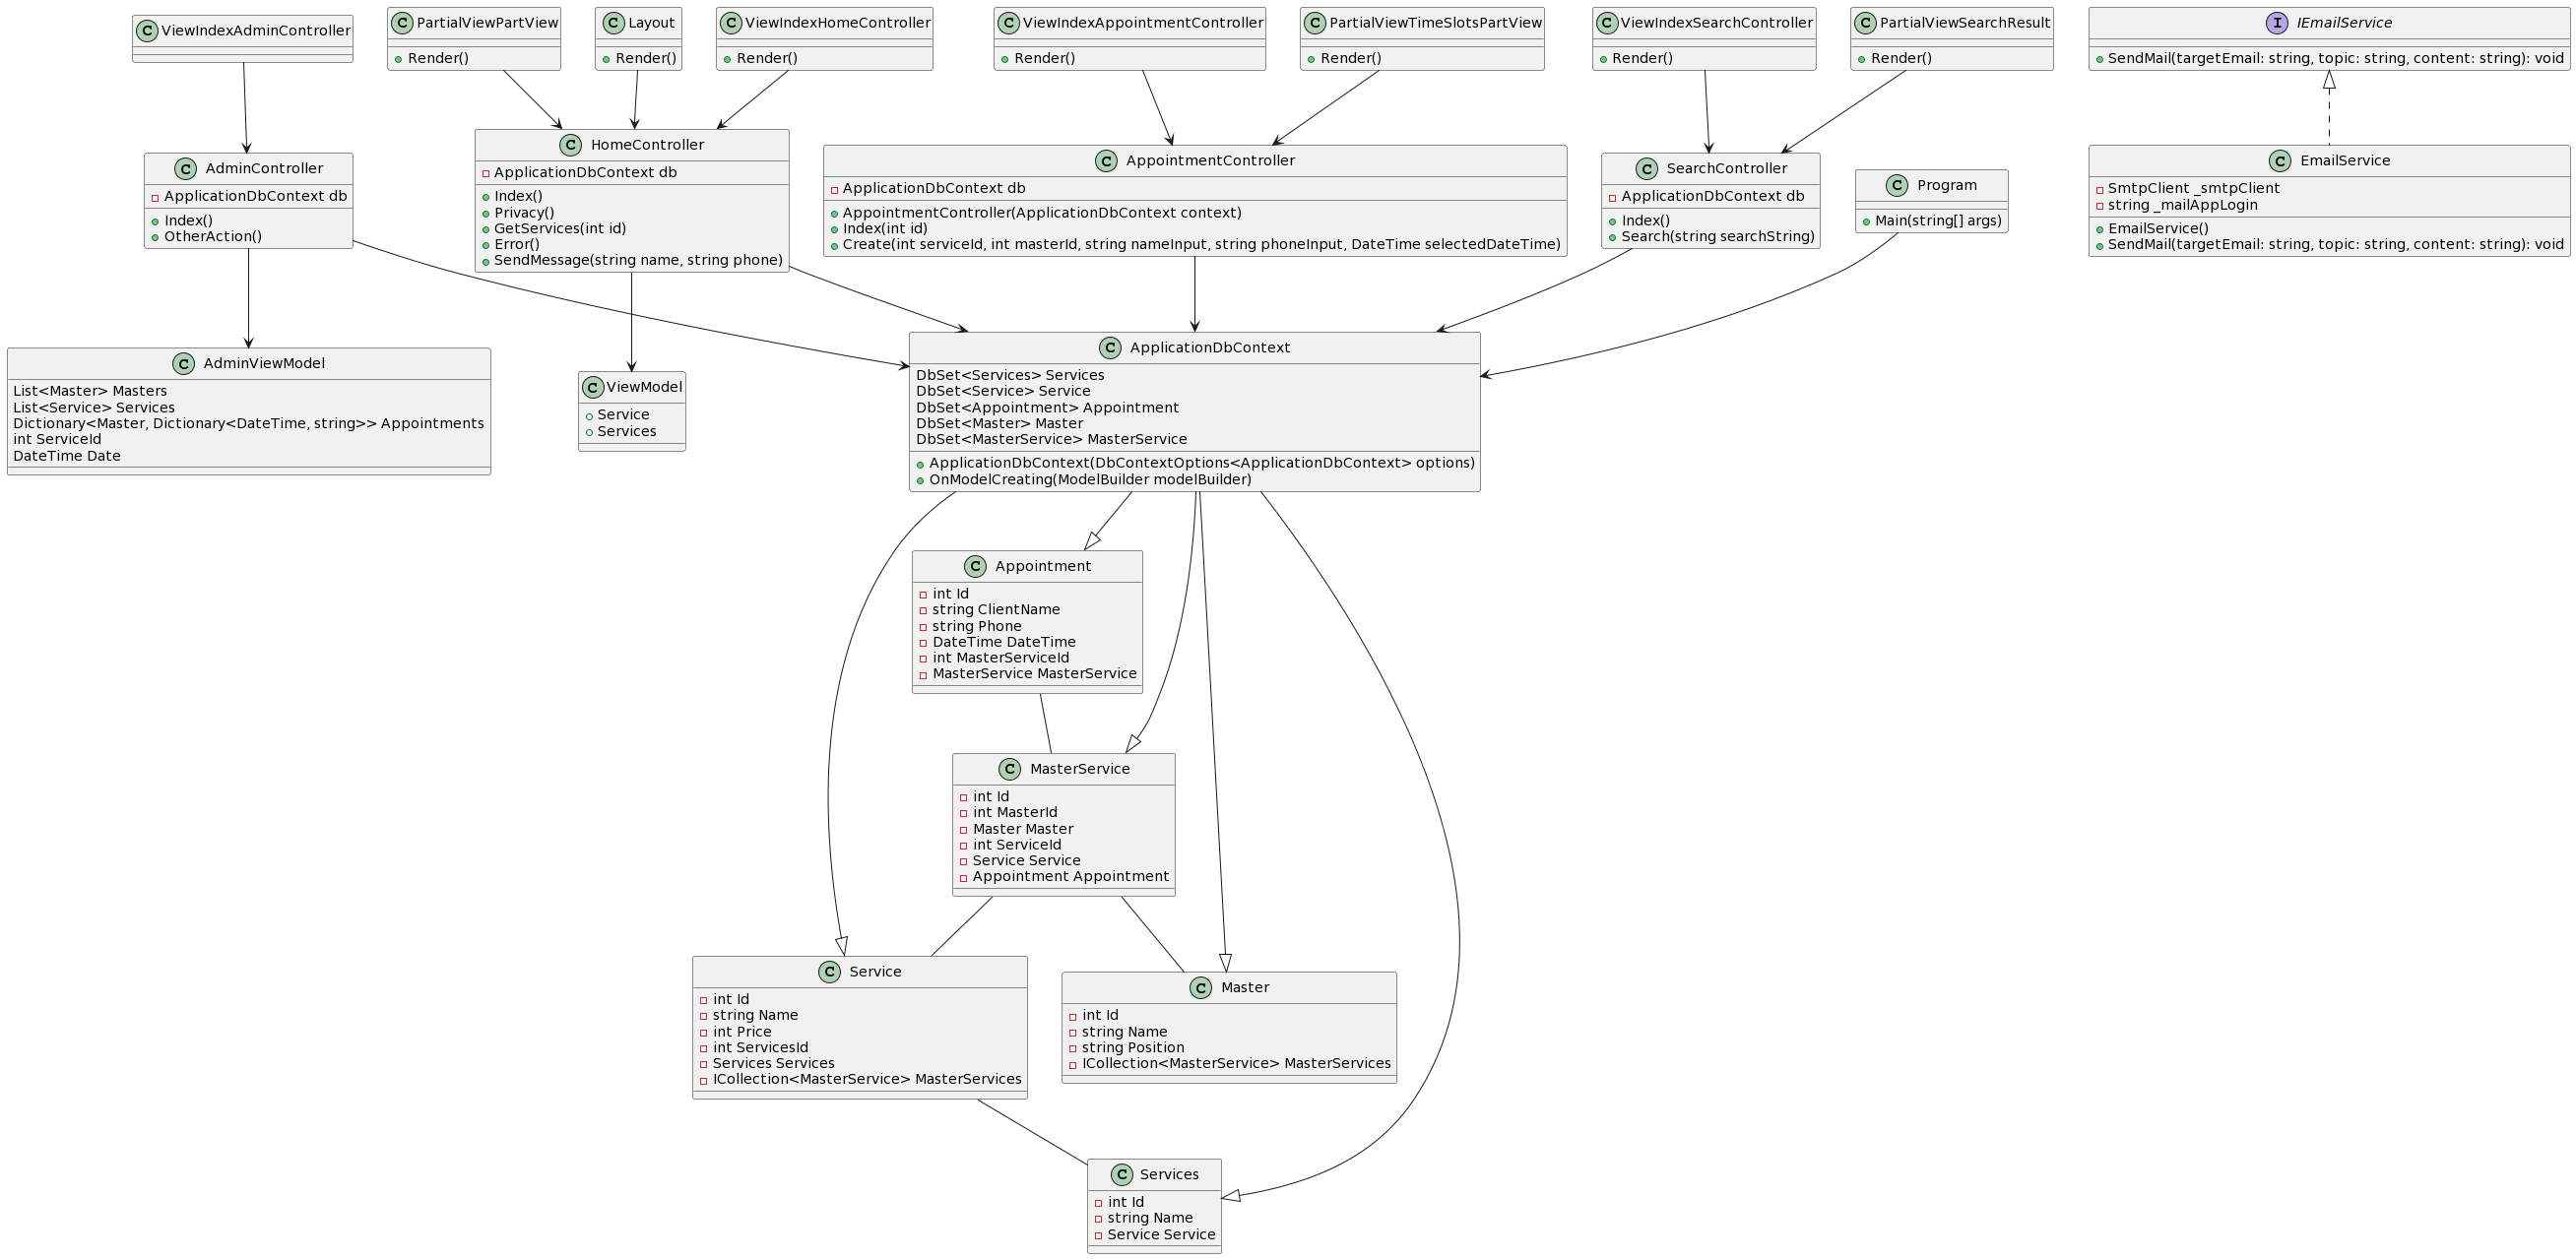 ViewIndexAdminController
PartialViewPartView
Render()
Layout
Render()
ViewIndexHomeController
Render()
ViewIndexAppointmentController
Render()
PartialViewTimeSlotsPartView
Render()
ViewIndexSearchController
Render()
PartialViewSearchResult
Render()
IEmailService
SendMail(targetEmail: string, topic: string, content: string): void
AdminController
ApplicationDbContext db
Index()
OtherAction()
HomeController
ApplicationDbContext db
Index()
Privacy()
GetServices(int id)
Error()
SendMessage(string name, string phone)
AppointmentController
ApplicationDbContext db
AppointmentController(ApplicationDbContext context)
Index(int id)
Create(int serviceId, int masterId, string nameInput, string phoneInput, DateTime selectedDateTime)
SearchController
ApplicationDbContext db
Index()
Search(string searchString)
Program
Main(string[] args)
EmailService
SmtpClient _smtpClient
string _mailAppLogin
EmailService()
SendMail(targetEmail: string, topic: string, content: string): void
AdminViewModel
List<Master> Masters
List<Service> Services
Dictionary<Master, Dictionary<DateTime, string>> Appointments
int ServiceId
DateTime Date
ViewModel
Service
Services
ApplicationDbContext
DbSet<Services> Services
DbSet<Service> Service
DbSet<Appointment> Appointment
DbSet<Master> Master
DbSet<MasterService> MasterService
ApplicationDbContext(DbContextOptions<ApplicationDbContext> options)
OnModelCreating(ModelBuilder modelBuilder)
Appointment
int Id
string ClientName
string Phone
DateTime DateTime
int MasterServiceId
MasterService MasterService
MasterService
int Id
int MasterId
Master Master
int ServiceId
Service Service
Appointment Appointment
Service
int Id
string Name
int Price
int ServicesId
Services Services
ICollection<MasterService> MasterServices
Master
int Id
string Name
string Position
ICollection<MasterService> MasterServices
Services
int Id
string Name
Service Service